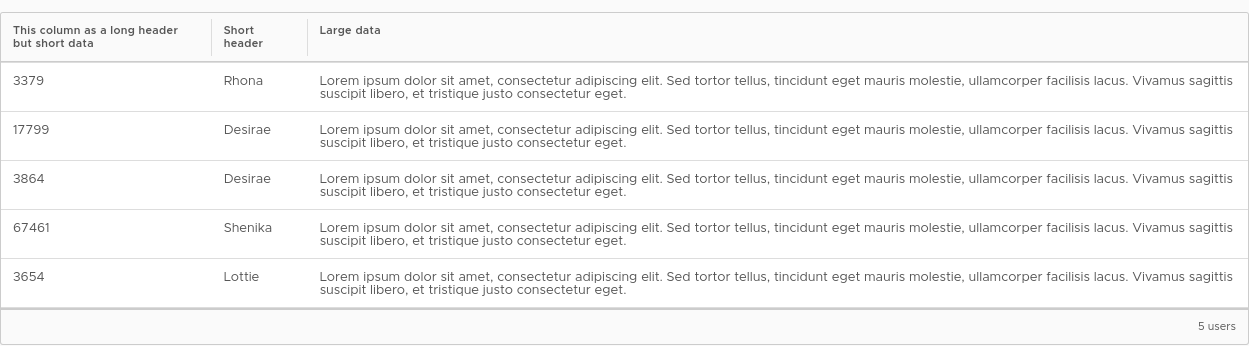 This column as a long header
but short data
Short
header
Large data
3379
Rhona
Lorem ipsum dolor sit amet, consectetur adipiscing elit. Sed tortor tellus, tincidunt eget mauris molestie, ullamcorper facilisis lacus. Vivamus sagittis
suscipit libero, et tristique justo consectetur eget.
17799
Desirae
Lorem ipsum dolor sit amet, consectetur adipiscing elit. Sed tortor tellus, tincidunt eget mauris molestie, ullamcorper facilisis lacus. Vivamus sagittis
suscipit libero, et tristique justo consectetur eget.
3864
Desirae
Lorem ipsum dolor sit amet, consectetur adipiscing elit. Sed tortor tellus, tincidunt eget mauris molestie, ullamcorper facilisis lacus. Vivamus sagittis
suscipit libero, et tristique justo consectetur eget.
67461
Shenika
Lorem ipsum dolor sit amet, consectetur adipiscing elit. Sed tortor tellus, tincidunt eget mauris molestie, ullamcorper facilisis lacus. Vivamus sagittis
suscipit libero, et tristique justo consectetur eget.
3654
Lottie
Lorem ipsum dolor sit amet, consectetur adipiscing elit. Sed tortor tellus, tincidunt eget mauris molestie, ullamcorper facilisis lacus. Vivamus sagittis
suscipit libero, et tristique justo consectetur eget.
5 users